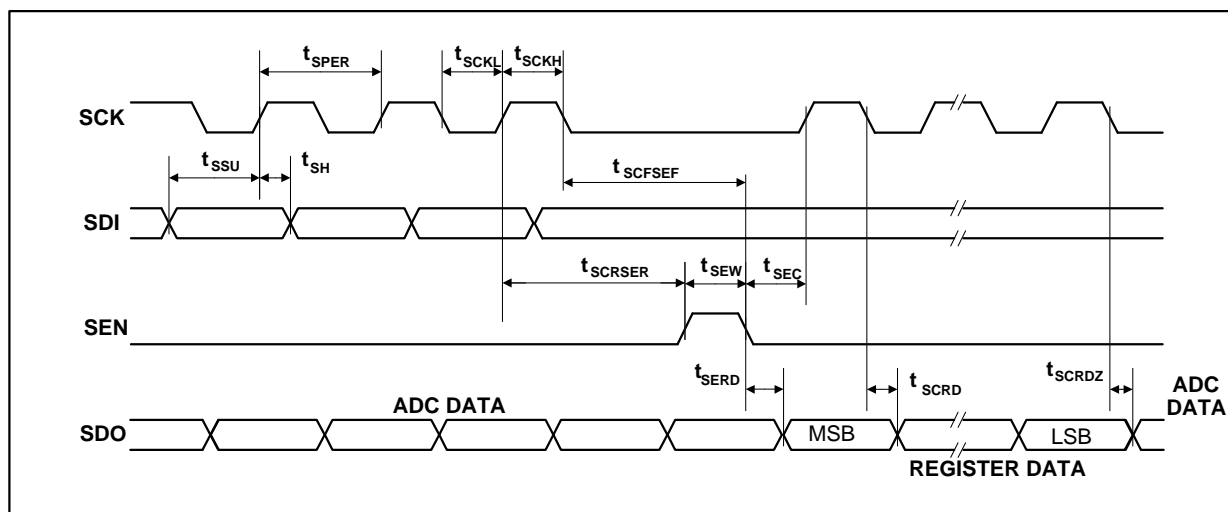 tSPER
tSCKL
tSCKH
SCK
tSSU
tSH
tSCFSEF
SDI
tSCRSER
tSEW
tSEC
SEN
tSERD
tSCRD
tSCRDZ
ADC
DATA
ADC DATA
SDO
MSB
LSB
REGISTER DATA